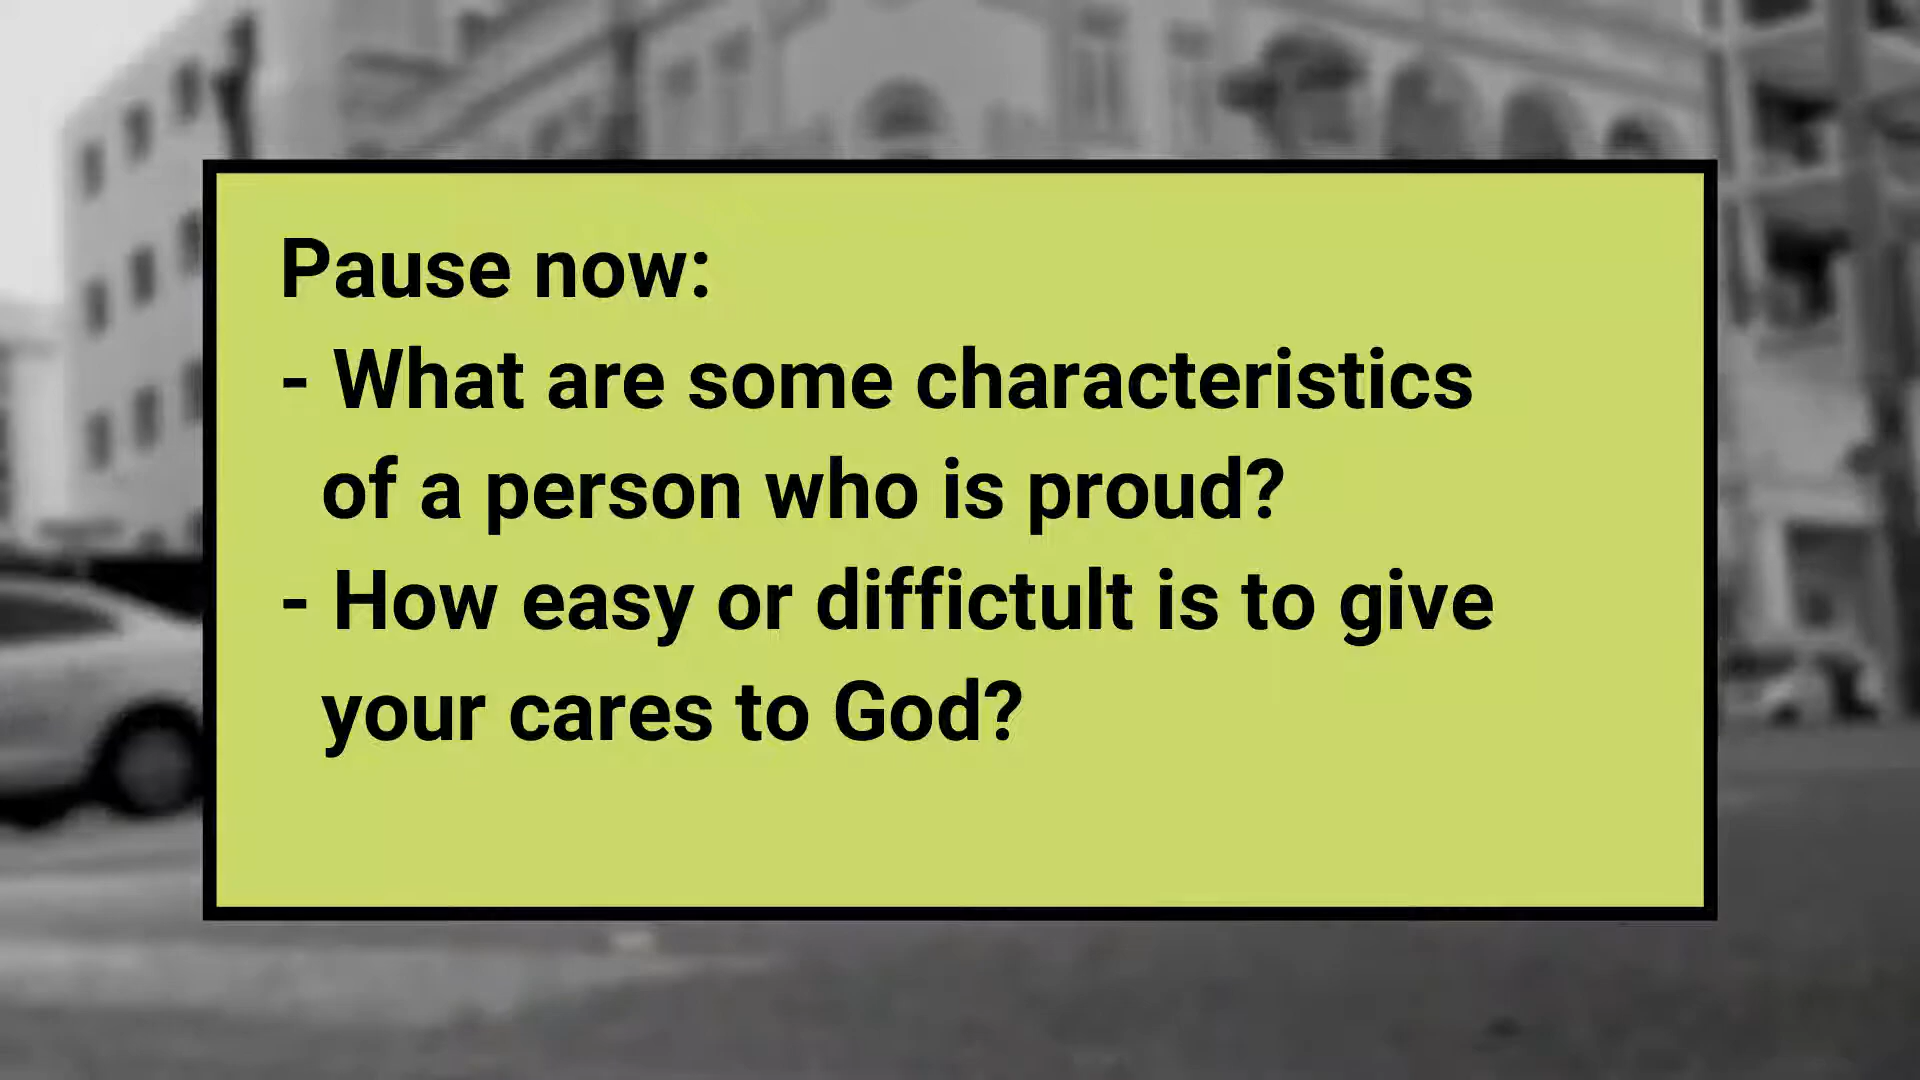 Pause now:
- What are some characteristics
of a person who is proud?
- How easy or diffictult is to give
your cares to God?